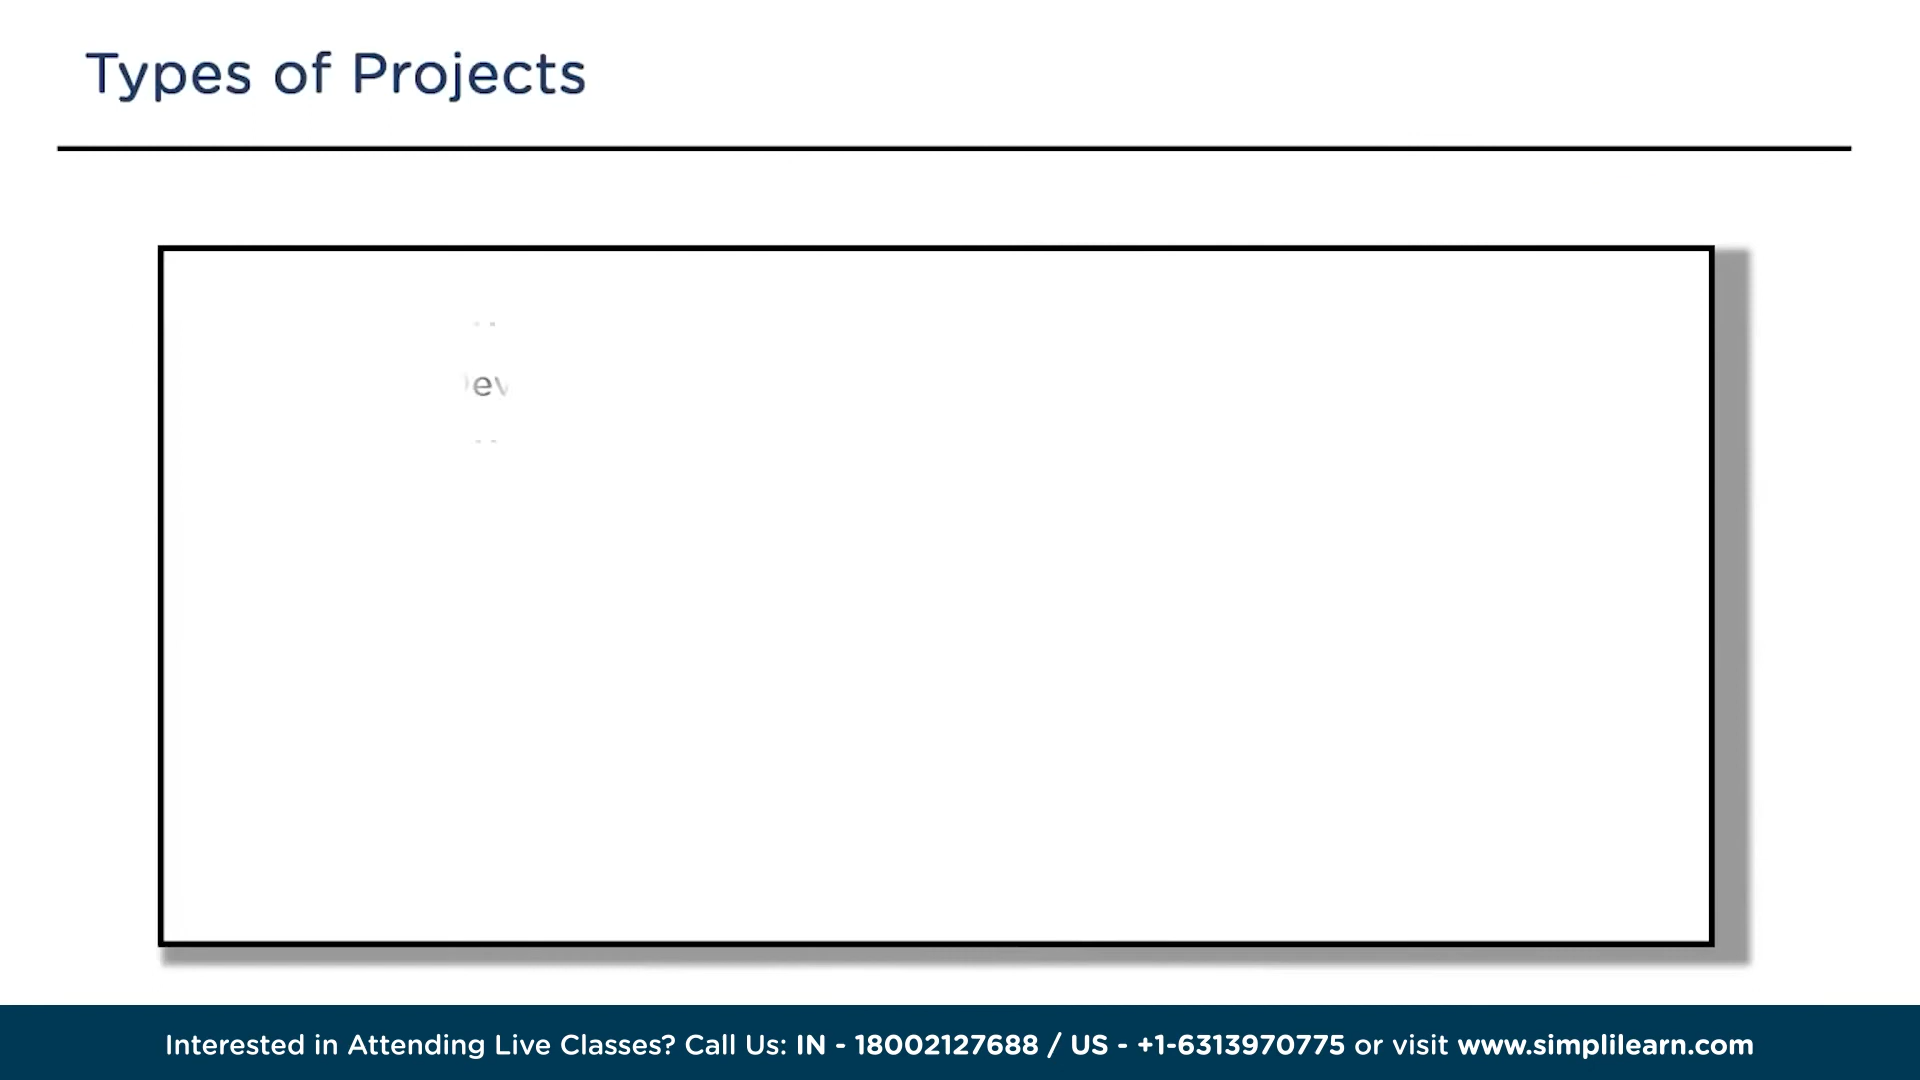 Types of Projects
Interested in Attending Live Classes? Call Us: IN - 18002127688 / US - +1-6313970775 or visit www.simplilearn.com